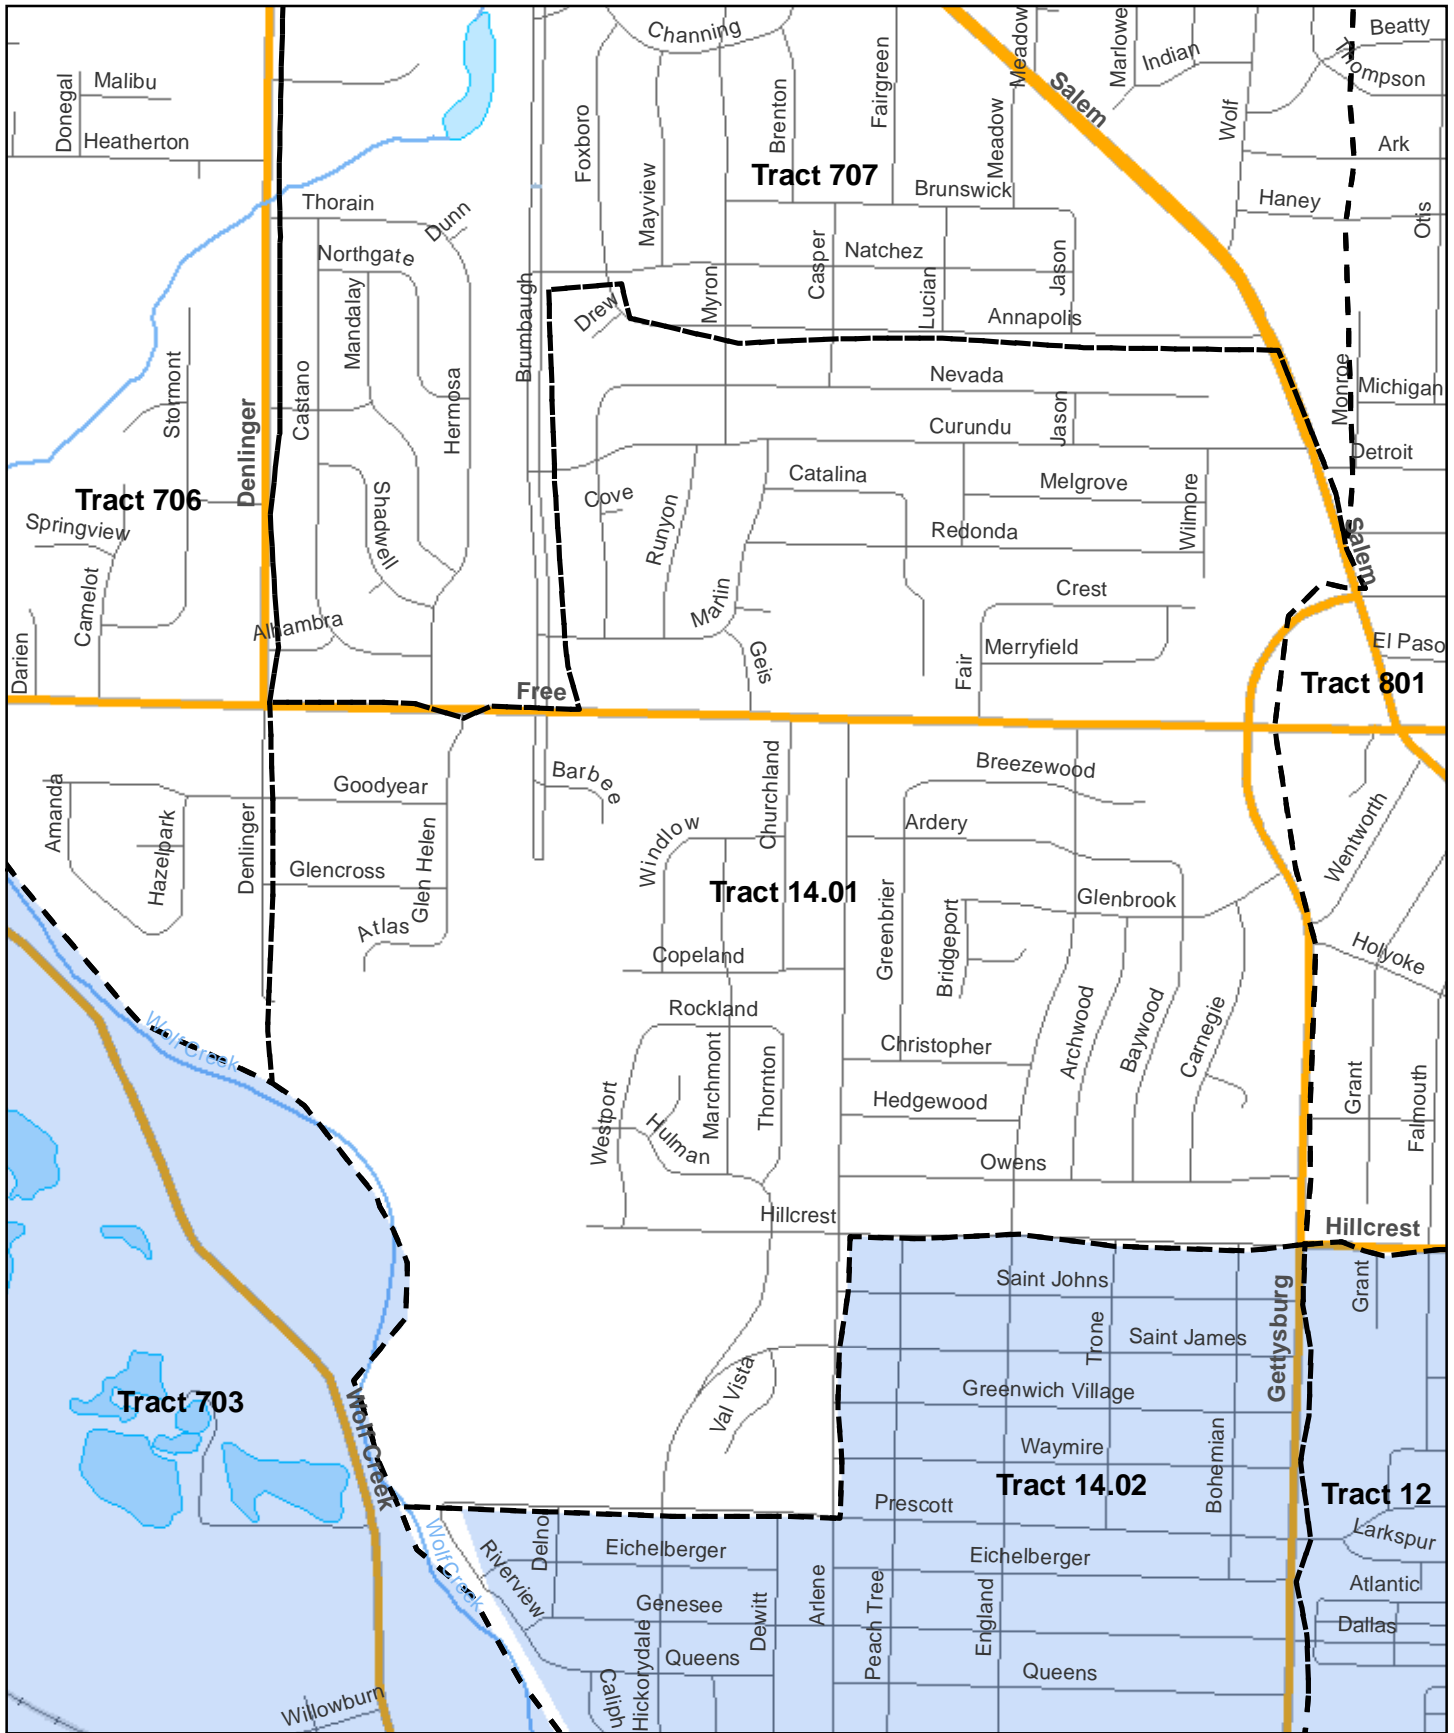 Channing
Beatty
Meadow
Marlowe
Indian
Thompson
Donegal
Malibu
Heatherton
Salem
Fairgreen
Foxboro
Brenton
Wolf
Ark
Meadow
Tract 707
Brunswick
Haney
Otis
Thorain
Dunn
Mayview
Northgate
Casper
Natchez
Jason
Lucian
Myron
Brumbaugh
Drew
Annapolis
Mandalay
Stormont
Castano
Hermosa
Nevada
Monroe
Michigan
Denlinger
Curundu
Jason
Detroit
Tract 706
Catalina
Melgrove
Cove
Shadwell
Runyon
Redonda
Wilmore
Springview
Salem
Camelot
Crest
Marlin
Alhambra
Darien
Geis
Fair
Merryfield
El Paso
Tract 801
Free
Churchland
Breezewood
Barbee
Goodyear
Amanda
Hazelpark
Denlinger
Glencross
Glen Helen
Windlow
Ardery
Wentworth
Tract 14.01
Glenbrook
Greenbrier
Bridgeport
Atlas
Copeland
Holyoke
Rockland
Wolf Creek
Christopher
Archwood
Baywood
Carnegie
Marchmont
Thornton
Westport
Hulman
Hedgewood
Grant
Falmouth
Owens
Hillcrest
Hillcrest
Saint Johns
Grant
Gettysburg
Trone
Saint James
Val Vista
Greenwich Village
Tract 703
Wolf Creek
Waymire
Bohemian
Tract 14.02
Tract 12
Prescott
Larkspur
Wolf Creek
Riverview
Delno
Eichelberger
Eichelberger
Atlantic
Genesee
Dewitt
Arlene
Peach Tree
England
Dallas
Queens
Queens
Hickorydale
Caliph
Willowburn